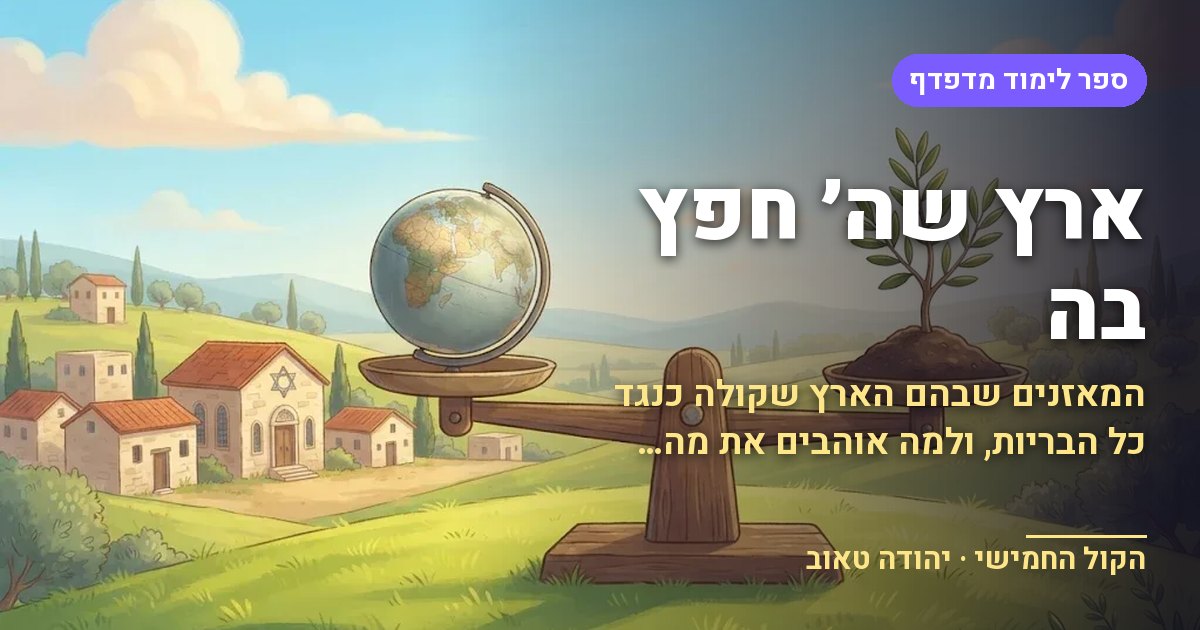 ספר לימוד מדפדף
ארץ שה׳ חפץ
בה
המאזנים שבהם הארץ שקולה כנגד
כל הבריות, ולמה אוהבים את מה...
הקול החמישי · יהודה טאוב